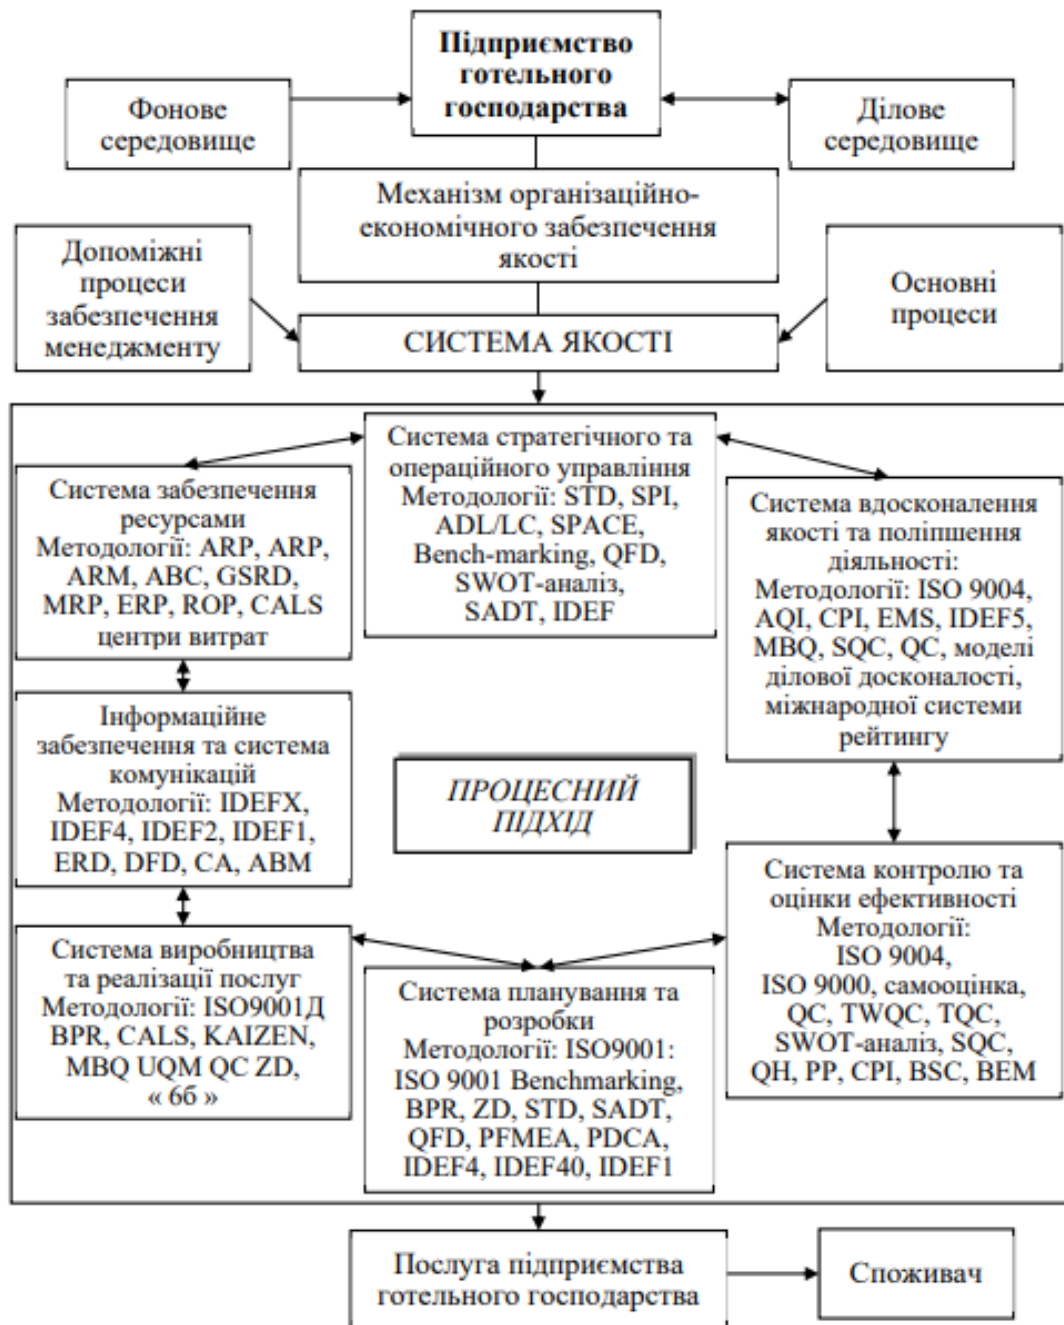 Підприємство
готельного
господарства
Фонове
середовище
Ділове
середовище
Механізм організаційно-
економічного забезпечення
якості
Допоміжні
процеси
забезпечення
менеджменту
Основні
процеси
СИСТЕМА ЯКОСТІ
Система стратегічного та
операційного управління
Методології: STD, SPI,
ADL/LC, SPACE,
Bench-marking, QFD,
SWOT-аналіз,
SADT, IDEF
Система забезпечення
ресурсами
Методології: ARP, ARP,
ARM, ABC, GSRD,
MRP, ERP, ROP, CALS
центри витрат
Система вдосконалення
якості та поліпшення
діяльності:
Методології: ISO 9004,
AQI, CPI, EMS, IDEF5,
MBQ, SQC, QC, моделі
ділової досконалості,
міжнародної системи
рейтингу
Інформаційне
забезпечення та система
комунікацій
Методології: IDEFX,
IDEF4, IDEF2, IDEF1,
ERD, DFD, CA, ABM
ПРОЦЕСНИЙ
ПІДХІД
Система контролю та
оцінки ефективності
Методології:
ISO 9004,
ISO 9000, самооцінка,
QC, TWQC, TQC,
SWOT-аналіз, SQC,
QH, PP, CPI, BSC, BEM
Система виробництва
та реалізації послуг
Методології: ISO9001Д
BPR, CALS, KAIZEN,
MBQ UQM QC ZD,
« 6б »
Система планування та
розробки
Методології: ISO9001:
ISO 9001 Benchmarking,
BPR, ZD, STD, SADT,
QFD, PFMEA, PDCA,
IDEF4, IDEF40, IDEF1
Послуга підприємства
готельного господарства
Споживач